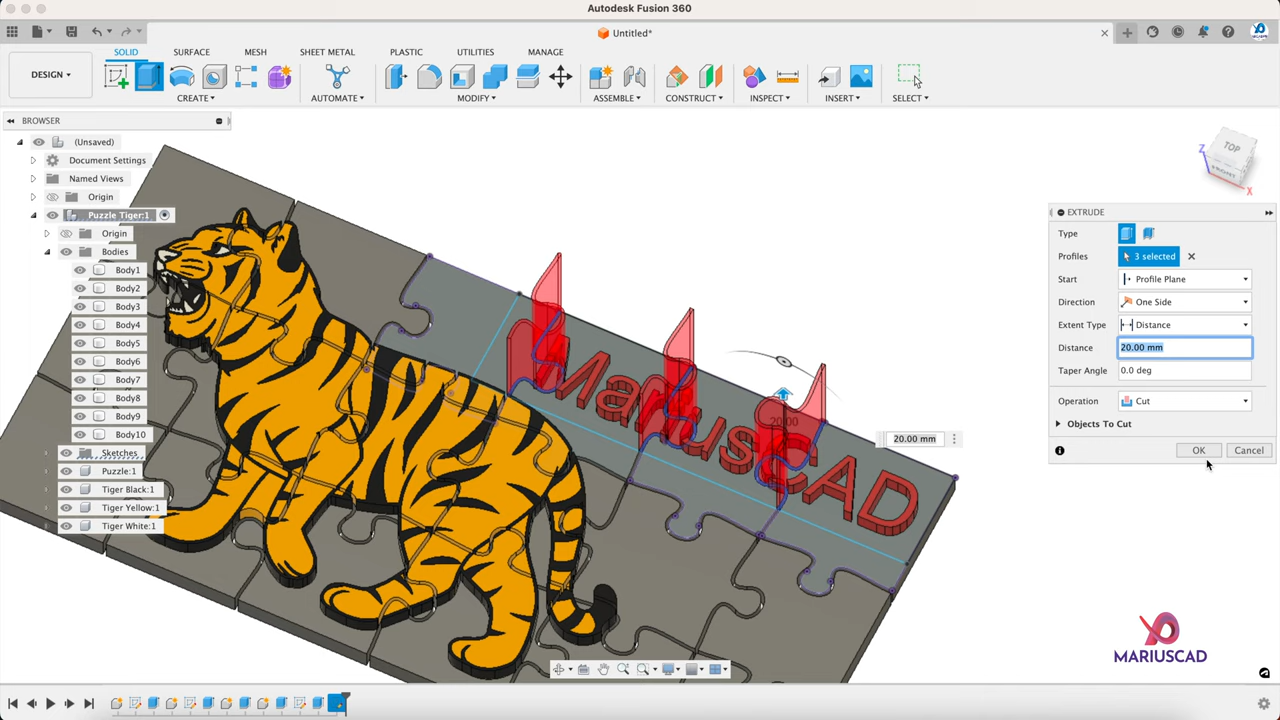 Autodesk Fusion 360
Untitled*
SOLID SURFACE MESH SHEET METAL PLASTIC UTILITIES MANAGE
DESIGN
CREATE AUTOMATE MODIFY ASSEMBLE CONSTRUCT INSPECT INSERT SELECT
BROWSER
(Unsaved)
Document Settings
Named Views
Origin
Puzzle Tiger:1
Origin
Bodies
Body1
Body2
Body3
Body4
Body5
Body6
Body7
Body8
Body9
Body10
Sketches
Puzzle:1
Tiger Black:1
Tiger Yellow:1
Tiger White:1
MariusCAD
20.00
20.00 mm
TOP
FRONT
Z
X
EXTRUDE
Type
Profiles 3 selected
Start Profile Plane
Direction One Side
Extent Type Distance
Distance 20.00 mm
Taper Angle 0.0 deg
Operation Cut
Objects To Cut
OK Cancel
MARIUSCAD